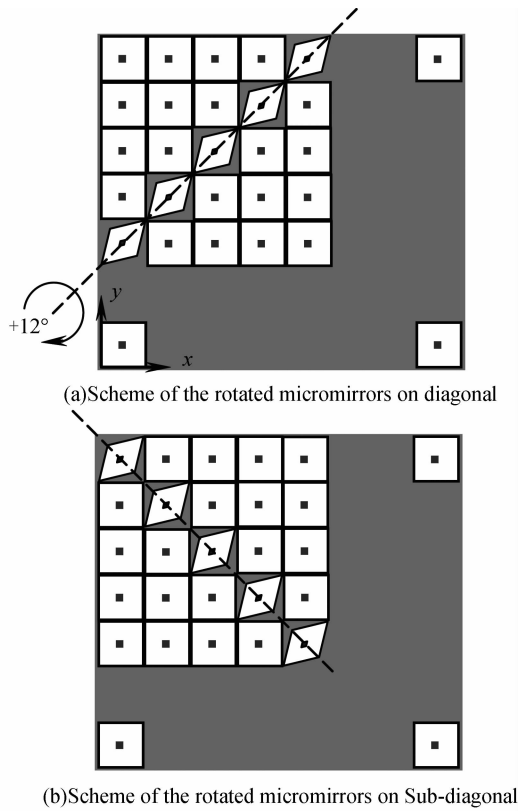 y
+12°
x
(a)Scheme of the rotated micromirrors on diagonal
(b)Scheme of the rotated micromirrors on Sub-diagonal